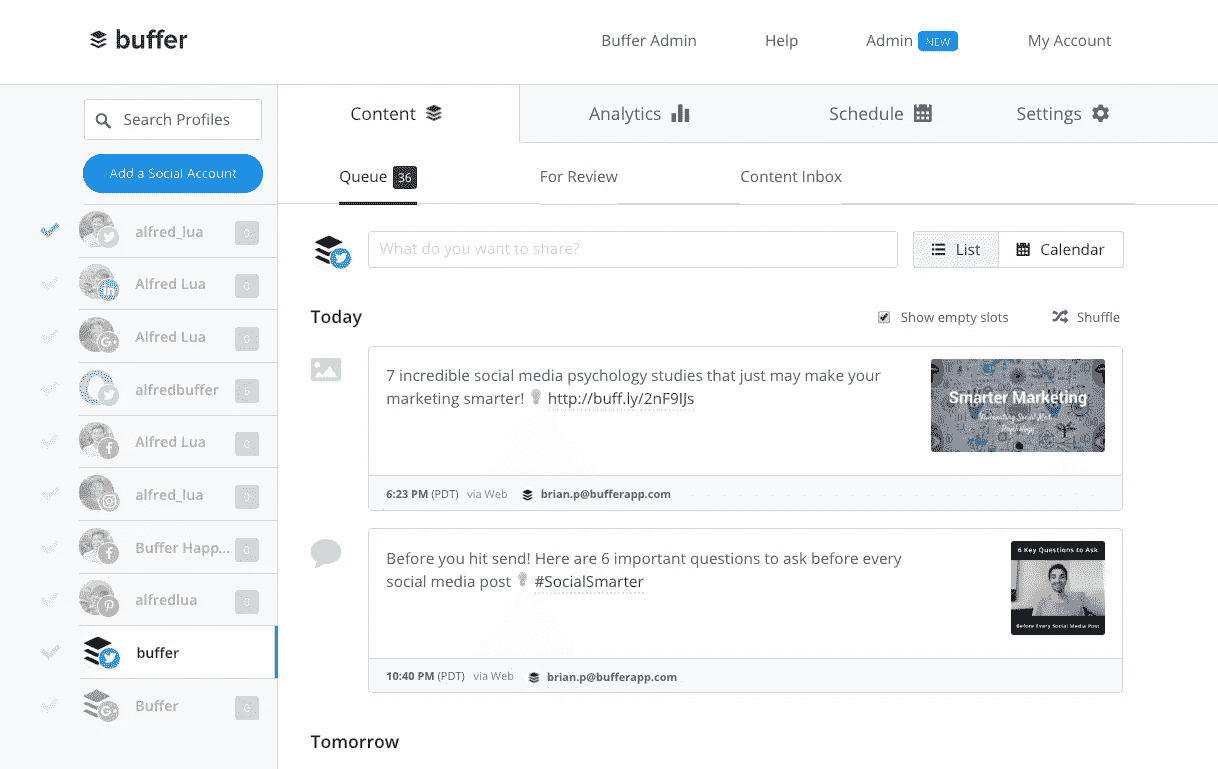 buffer
Buffer Admin
Help
Admin NEW
My Account
Search Profiles
Add a Social Account
alfred_lua 0
Alfred Lua 0
Alfred Lua 0
alfredbuffer
Alfred Lua 0
alfred_lua 0
Buffer Happ... 0
alfredlua 0
buffer
Buffer 0
Content
Analytics
Schedule
Settings
Queue 36
For Review
Content Inbox
What do you want to share?
List
Calendar
Today
Show empty slots
Shuffle
7 incredible social media psychology studies that just may make your
marketing smarter! http://buff.ly/2nF9IJs
Smarter Marketing
Social Media
Psychology
6:23 PM (PDT) via Web brian.p@bufferapp.com
Before you hit send! Here are 6 important questions to ask before every
social media post #SocialSmarter
6 Key Questions to Ask
Before Every Social Media Post
10:40 PM (PDT) via Web brian.p@bufferapp.com
Tomorrow